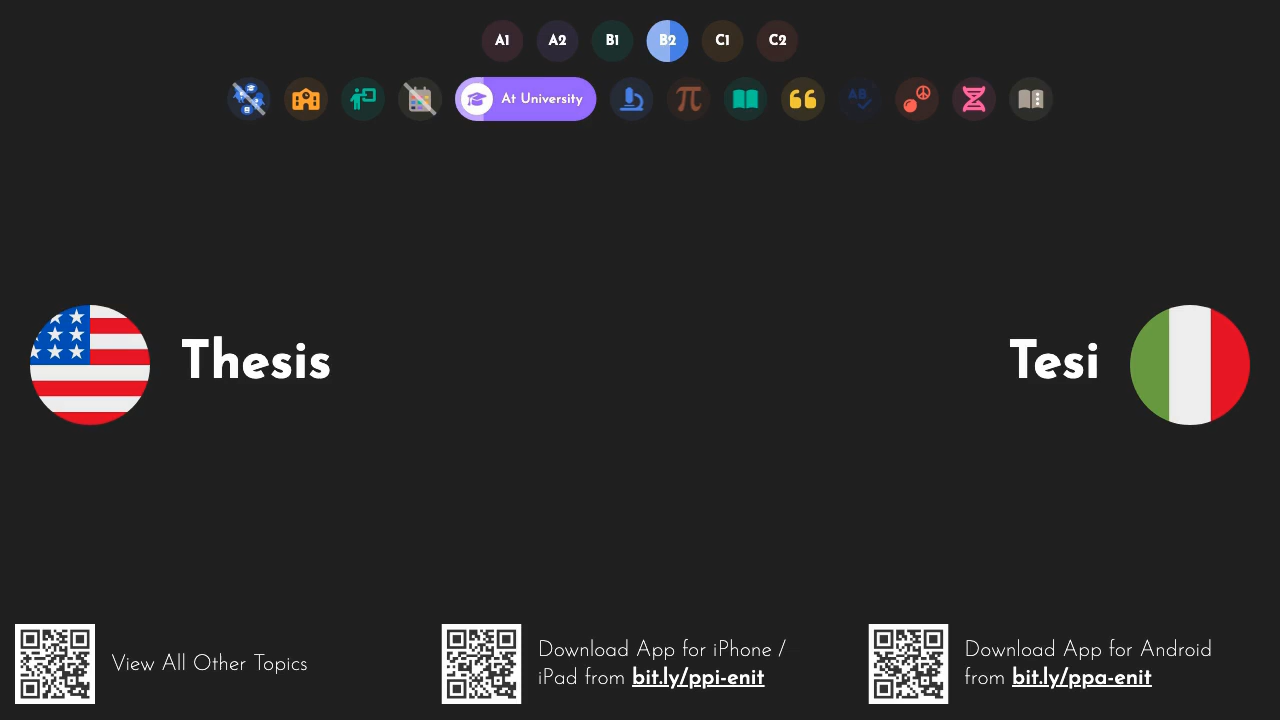 A1 A2 B1 B2 C1 C2
At University
Thesis
Tesi
View All Other Topics
Download App for iPhone /
iPad from bit.ly/ppi-enit
Download App for Android
from bit.ly/ppa-enit